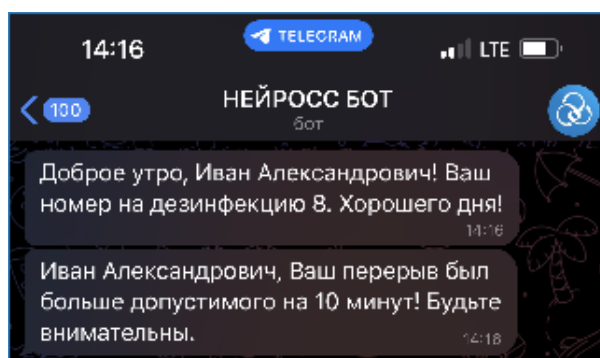 14:16
TELEGRAM
LTE
100
НЕЙРОСС БОТ
бот
Доброе утро, Иван Александрович! Ваш
номер на дезинфекцию 8. Хорошего дня!
14:16
Иван Александрович, Ваш перерыв был
больше допустимого на 10 минут! Будьте
внимательны.
14:18